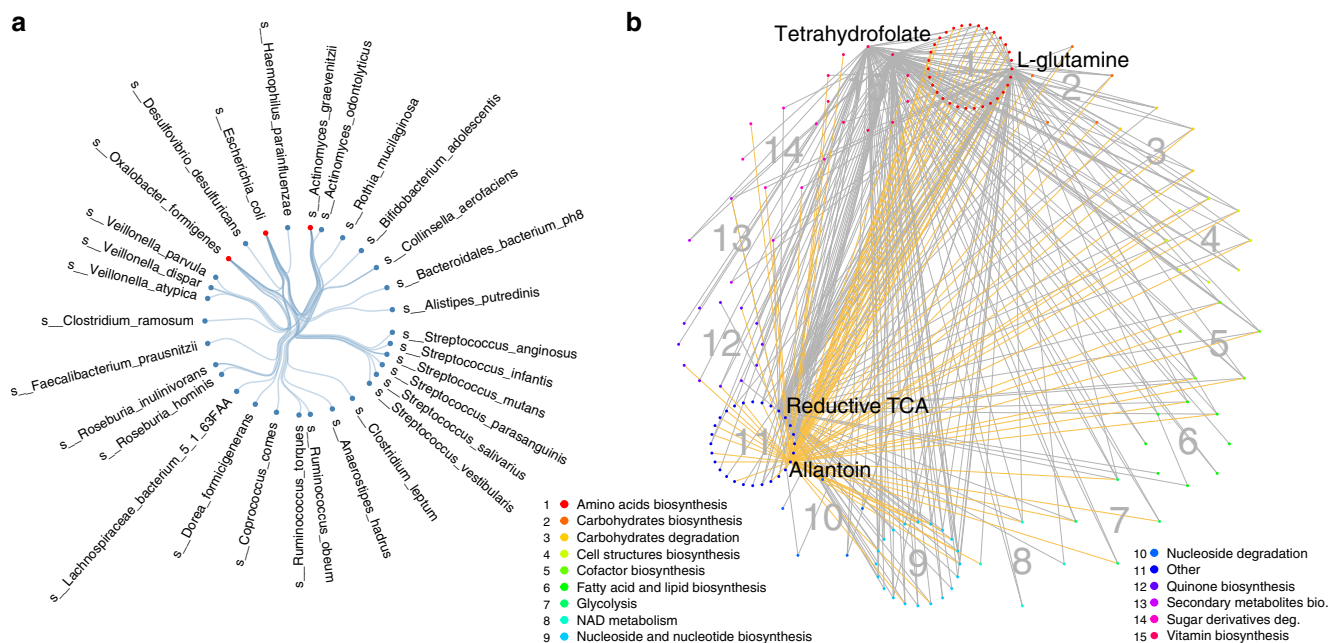 a
s__Haemophilus_parainfluenzae
s__Actinomyces_graevenitzii
s__Actinomyces_odontolyticus
s__Rothia_mucilaginosa
s__Bifidobacterium_adolescentis
s__Collinsella_aerofaciens
s__Bacteroidales_bacterium_ph8
s__Alistipes_putredinis
s__Streptococcus_anginosus
s__Streptococcus_infantis
s__Streptococcus_mutans
s__Streptococcus_parasanguinis
s__Streptococcus_salivarius
s__Streptococcus_vestibularis
s__Clostridium_leptum
s__Anaerostipes_hadrus
s__Ruminococcus_obeum
s__Ruminococcus_torques
s__Coprococcus_comes
s__Dorea_formicigenerans
s__Lachnospiraceae_bacterium_5_1_63FAA
s__Roseburia_hominis
s__Roseburia_inulinivorans
s__Faecalibacterium_prausnitzii
s__Clostridium_ramosum
s__Veillonella_atypica
s__Veillonella_dispar
s__Veillonella_parvula
s__Oxalobacter_formigenes
s__Desulfovibrio_desulfuricans
s__Escherichia_coli
b
Tetrahydrofolate
L-glutamine
Reductive TCA
Allantoin
1
2
3
4
5
6
7
8
9
10
11
12
13
14
1 Amino acids biosynthesis
2 Carbohydrates biosynthesis
3 Carbohydrates degradation
4 Cell structures biosynthesis
5 Cofactor biosynthesis
6 Fatty acid and lipid biosynthesis
7 Glycolysis
8 NAD metabolism
9 Nucleoside and nucleotide biosynthesis
10 Nucleoside degradation
11 Other
12 Quinone biosynthesis
13 Secondary metabolites bio.
14 Sugar derivatives deg.
15 Vitamin biosynthesis